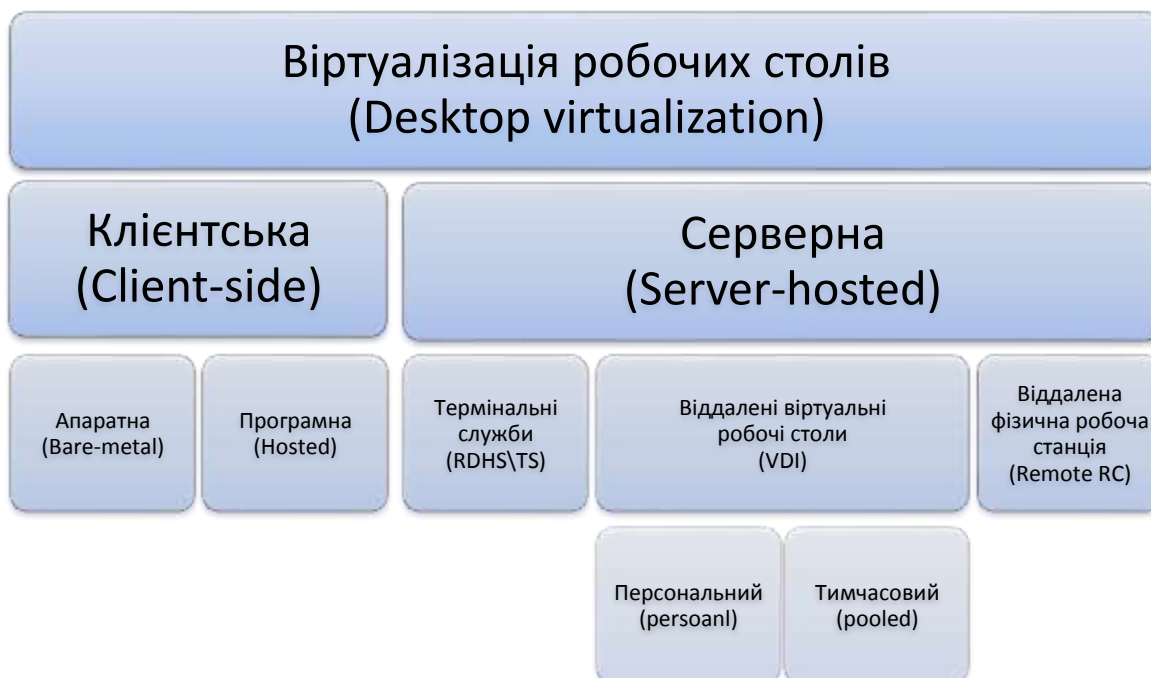 Віртуалізація робочих столів
(Desktop virtualization)
Клієнтська
(Client-side)
Серверна
(Server-hosted)
Апаратна
(Bare-metal)
Програмна
(Hosted)
Термінальні
служби
(RDHS\TS)
Віддалені віртуальні
робочі столи
(VDI)
Віддалена
фізична робоча
станція
(Remote RC)
Персональний
(persoanl)
Тимчасовий
(pooled)